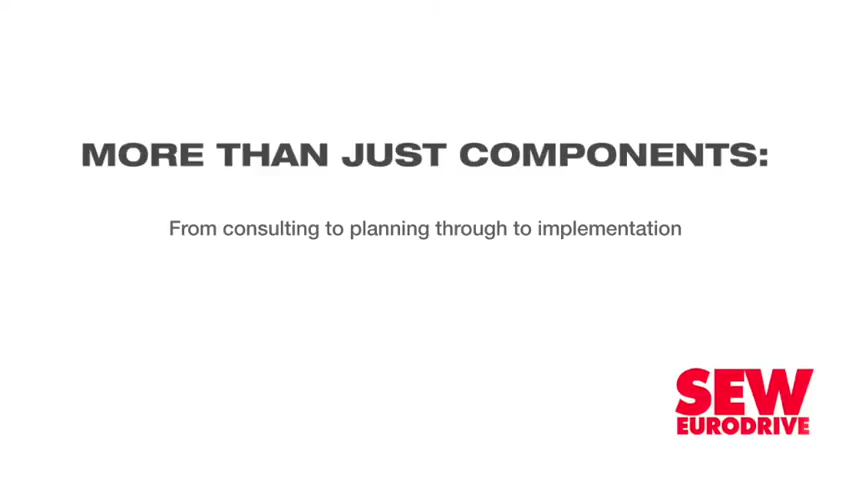 MORE THAN JUST COMPONENTS:
From consulting to planning through to implementation
SEW
EURODRIVE